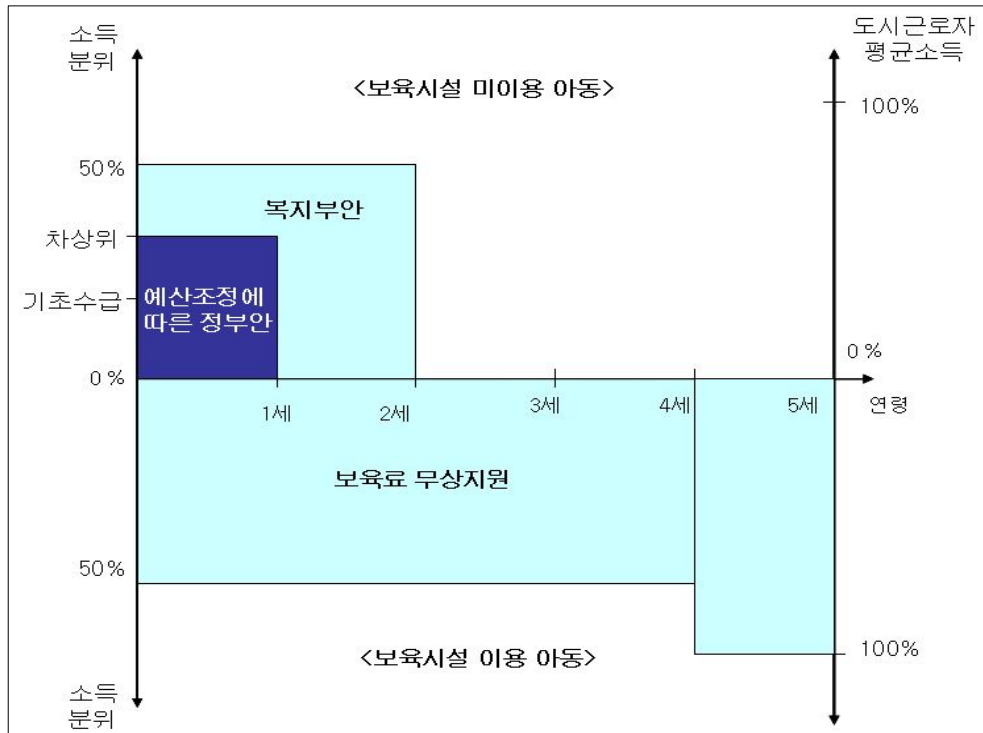 소득
분위
도시근로자
평균소득
<보육시설 미이용 아동>
100%
50%
복지부안
차상위
기초수급
예산조정에
따른 정부안
0%
0%
1세
2세
3세
4세
5세
연령
보육료 무상지원
50%
<보육시설 이용 아동>
100%
소득
분위